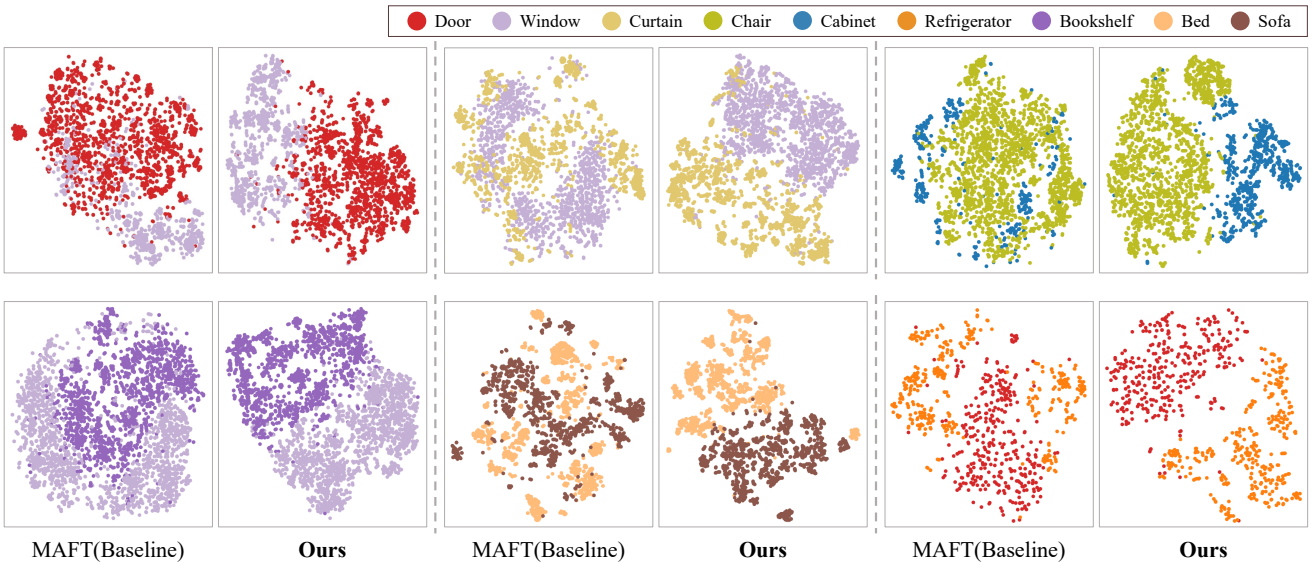 Door Window Curtain Chair Cabinet Refrigerator Bookshelf Bed Sofa
MAFT(Baseline) Ours MAFT(Baseline) Ours MAFT(Baseline) Ours